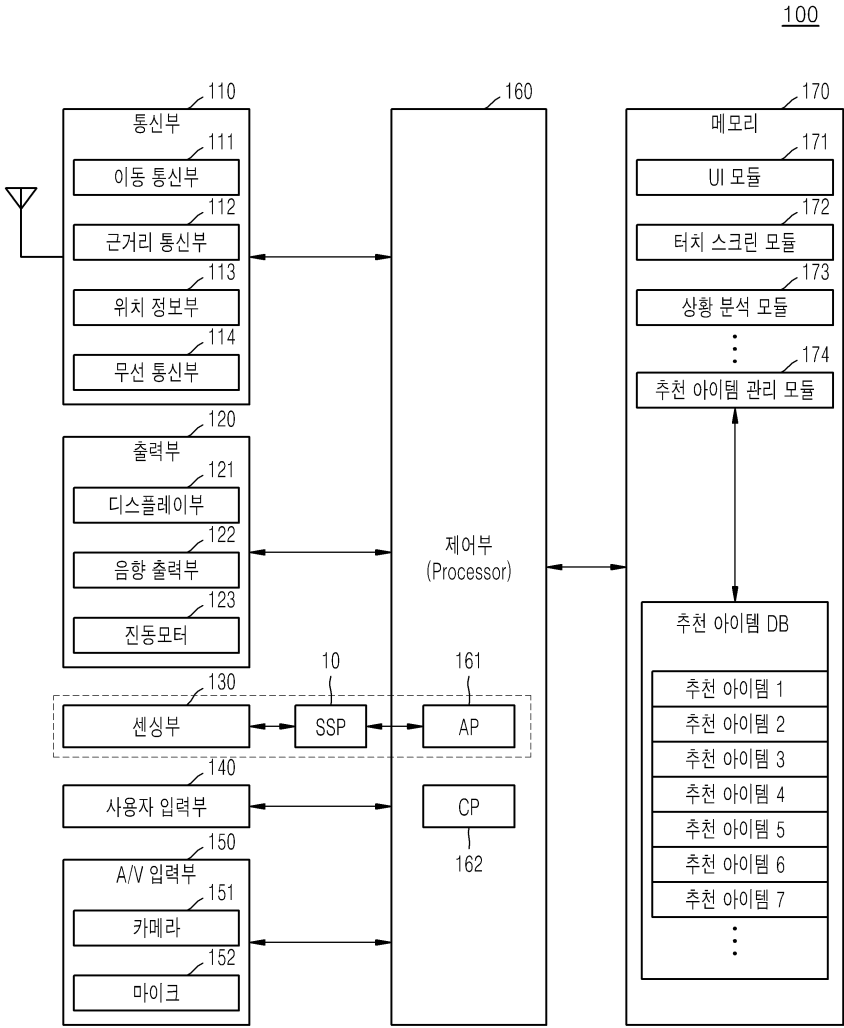 100
110
통신부
111
이동 통신부
112
근거리 통신부
113
위치 정보부
114
무선 통신부
120
출력부
121
디스플레이부
122
음향 출력부
123
진동모터
130
센싱부
10
SSP
161
AP
140
사용자 입력부
CP
162
150
A/V 입력부
151
카메라
152
마이크
160
제어부
(Processor)
170
메모리
171
UI 모듈
172
터치 스크린 모듈
173
상황 분석 모듈
174
추천 아이템 관리 모듈
추천 아이템 DB
추천 아이템 1
추천 아이템 2
추천 아이템 3
추천 아이템 4
추천 아이템 5
추천 아이템 6
추천 아이템 7